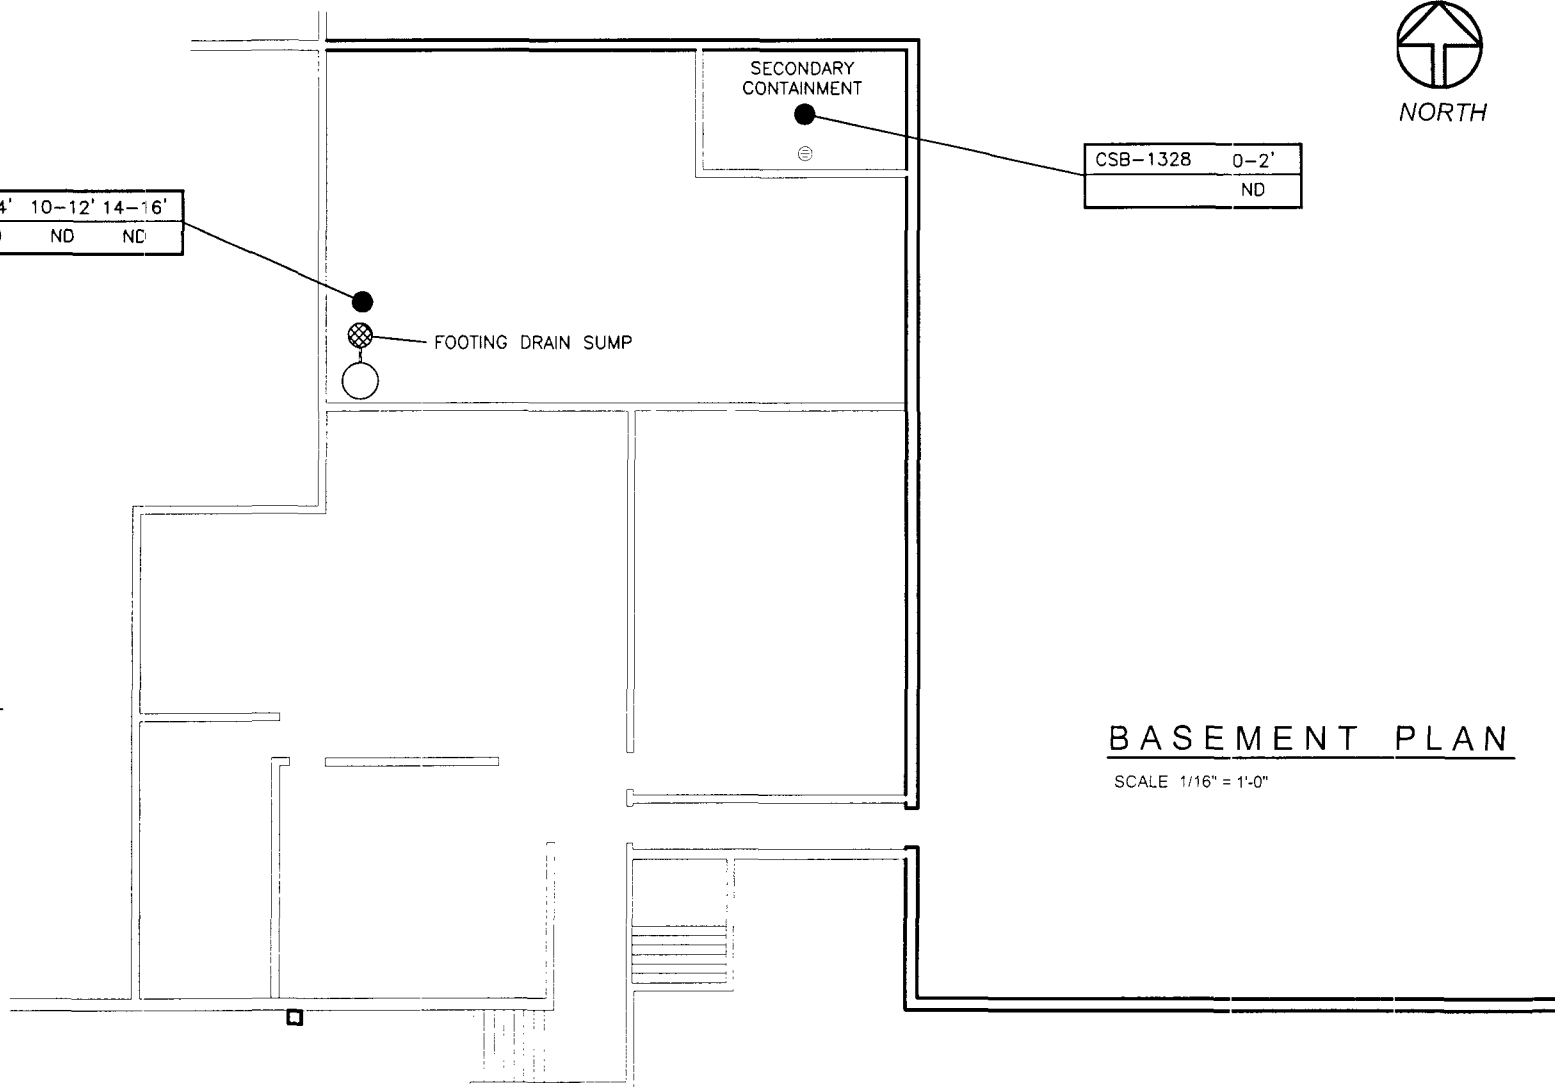 SECONDARY
CONTAINMENT
NORTH
CSB-1328 0-2'
ND
4' 10-12' 14-16'
ND ND
FOOTING DRAIN SUMP
BASEMENT PLAN
SCALE 1/16" = 1'-0"